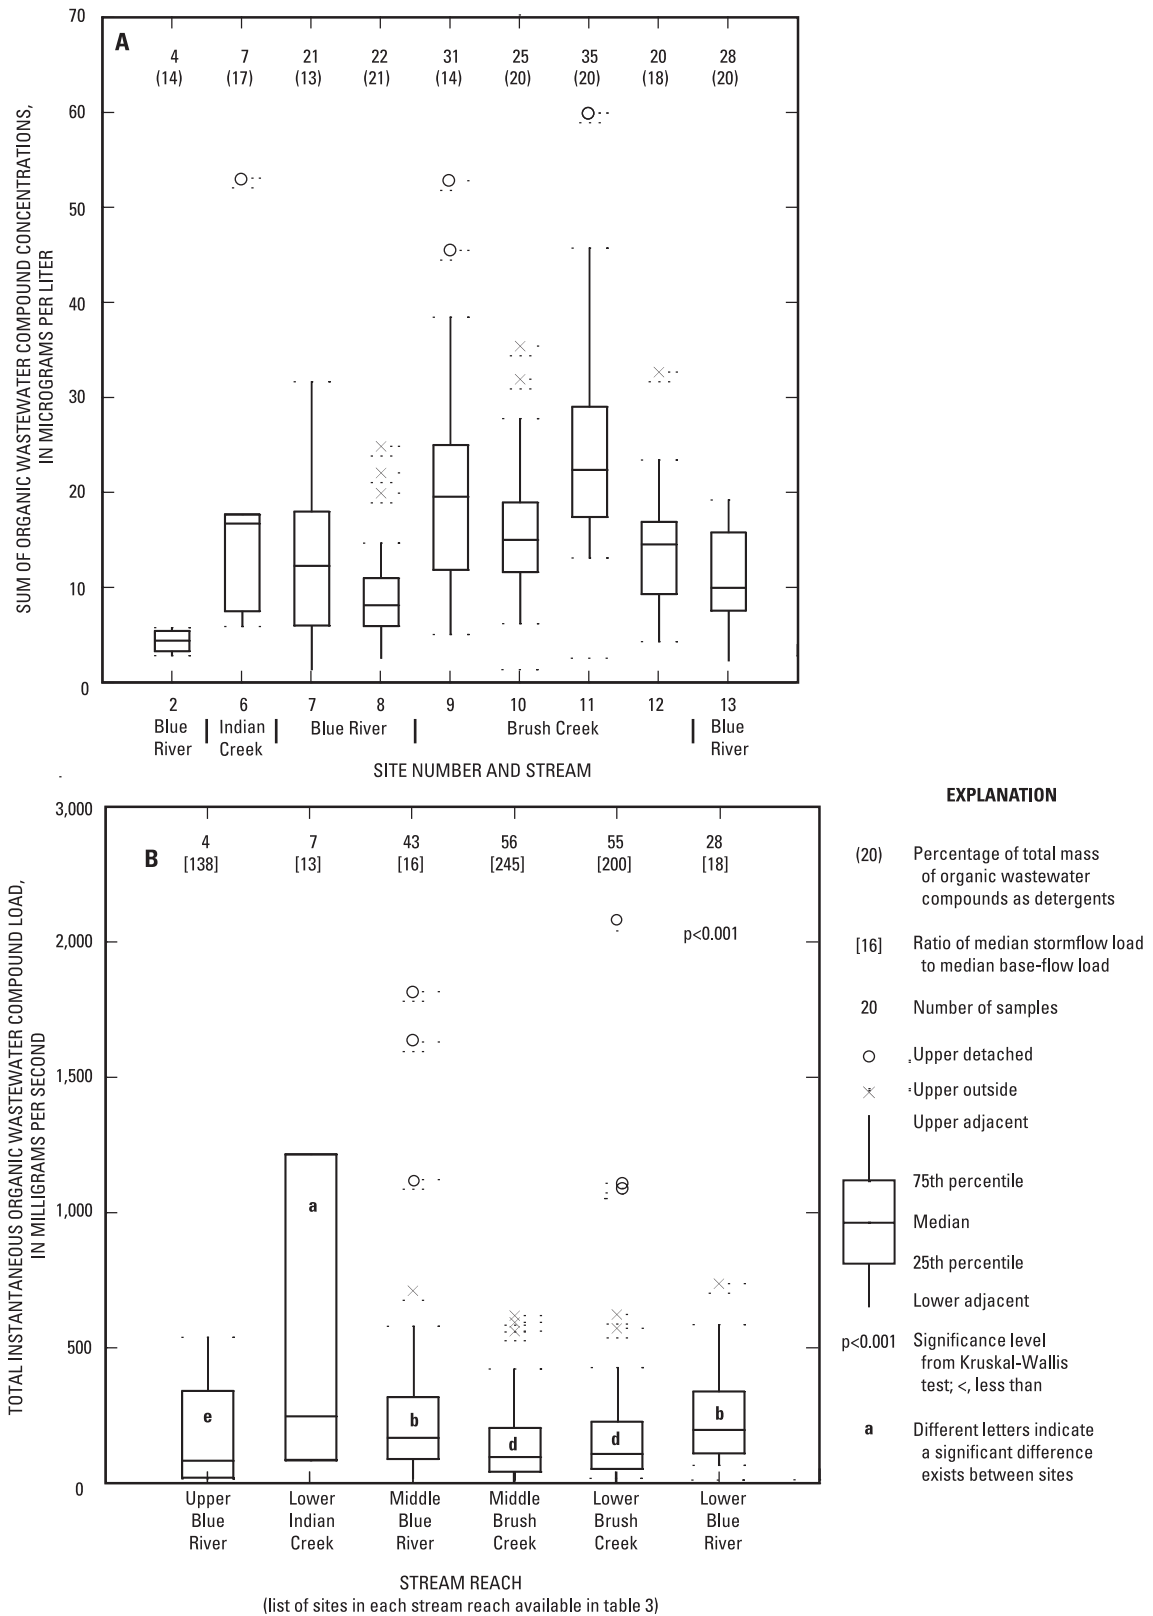 A
SUM OF ORGANIC WASTEWATER COMPOUND CONCENTRATIONS,
IN MICROGRAMS PER LITER
70
60
50
40
30
20
10
0
4 7 21 22 31 25 35 20 28
(14) (17) (13) (21) (14) (20) (20) (18) (20)
2 6 7 8 9 10 11 12 13
Blue River
Indian Creek
Blue River
Brush Creek
Blue River
SITE NUMBER AND STREAM
B
TOTAL INSTANTANEOUS ORGANIC WASTEWATER COMPOUND LOAD,
IN MILLIGRAMS PER SECOND
3,000
2,000
1,500
1,000
500
0
4 7 43 56 55 28
[138] [13] [16] [245] [200] [18]
p<0.001
e
a
b
d
d
b
Upper
Blue
River
Lower
Indian
Creek
Middle
Blue
River
Middle
Brush
Creek
Lower
Brush
Creek
Lower
Blue
River
STREAM REACH
(list of sites in each stream reach available in table 3)
EXPLANATION
(20) Percentage of total mass
of organic wastewater
compounds as detergents
[16] Ratio of median stormflow load
to median base-flow load
20 Number of samples
Upper detached
Upper outside
Upper adjacent
75th percentile
Median
25th percentile
Lower adjacent
p<0.001 Significance level
from Kruskal-Wallis
test; <, less than
a Different letters indicate
a significant difference
exists between sites